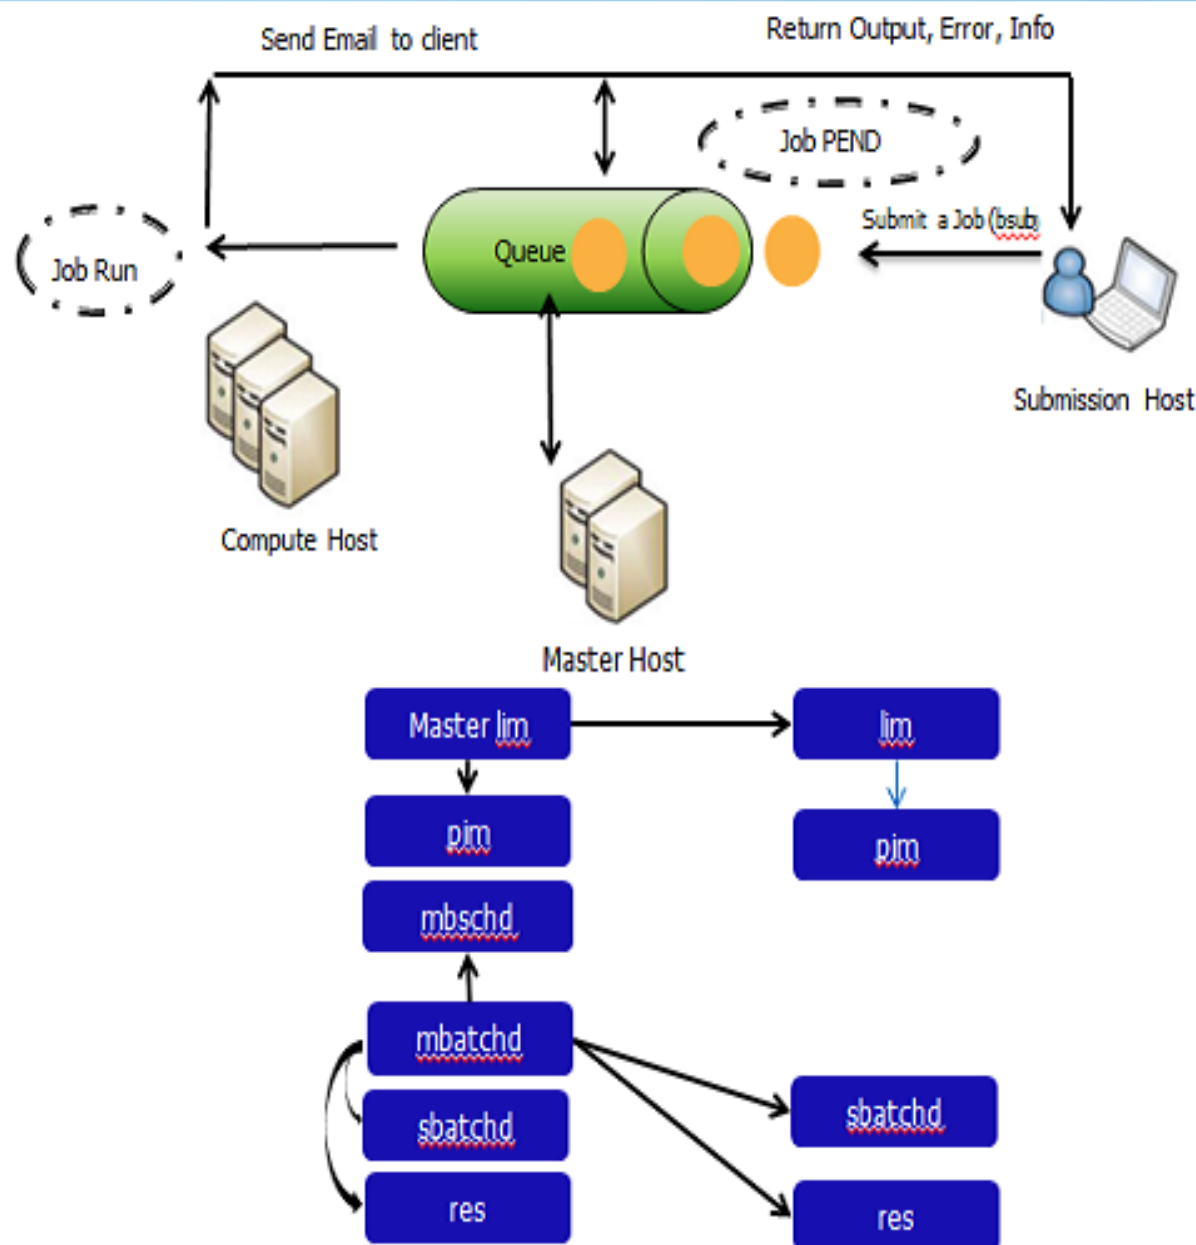 Send Email to client
Return Output, Error, Info
Job PEND
Submit a Job (bsub)
Queue
Job Run
Submission Host
Compute Host
Master Host
Master lim
lim
pim
pim
mbschd
mbatchd
sbatchd
sbatchd
res
res